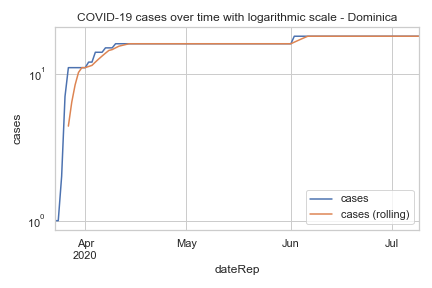 COVID-19 cases over time with logarithmic scale - Dominica
cases
10¹
10⁰
Apr
2020
May
Jun
Jul
dateRep
cases
cases (rolling)